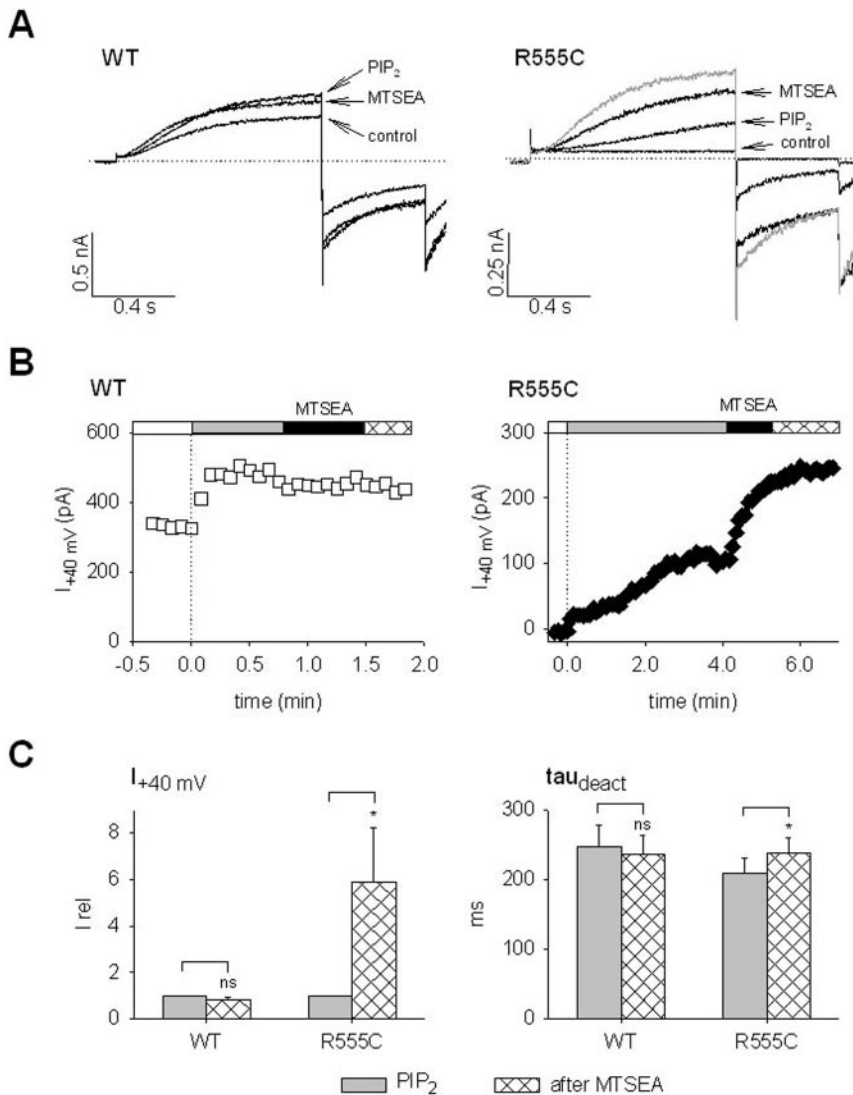 A
WT
PIP2
MTSEA
control
0.5 nA
0.4 s
R555C
MTSEA
PIP2
control
0.25 nA
0.4 s
B
WT
MTSEA
I+40 mV (pA)
600
400
200
0
-0.5 0.0 0.5 1.0 1.5 2.0
time (min)
R555C
MTSEA
I+40 mV (pA)
300
200
100
0
0.0 2.0 4.0 6.0
time (min)
C
I+40 mV
I rel
8
6
4
2
0
ns
*
WT R555C
taudeact
ms
300
200
100
0
ns
*
WT R555C
PIP2 after MTSEA